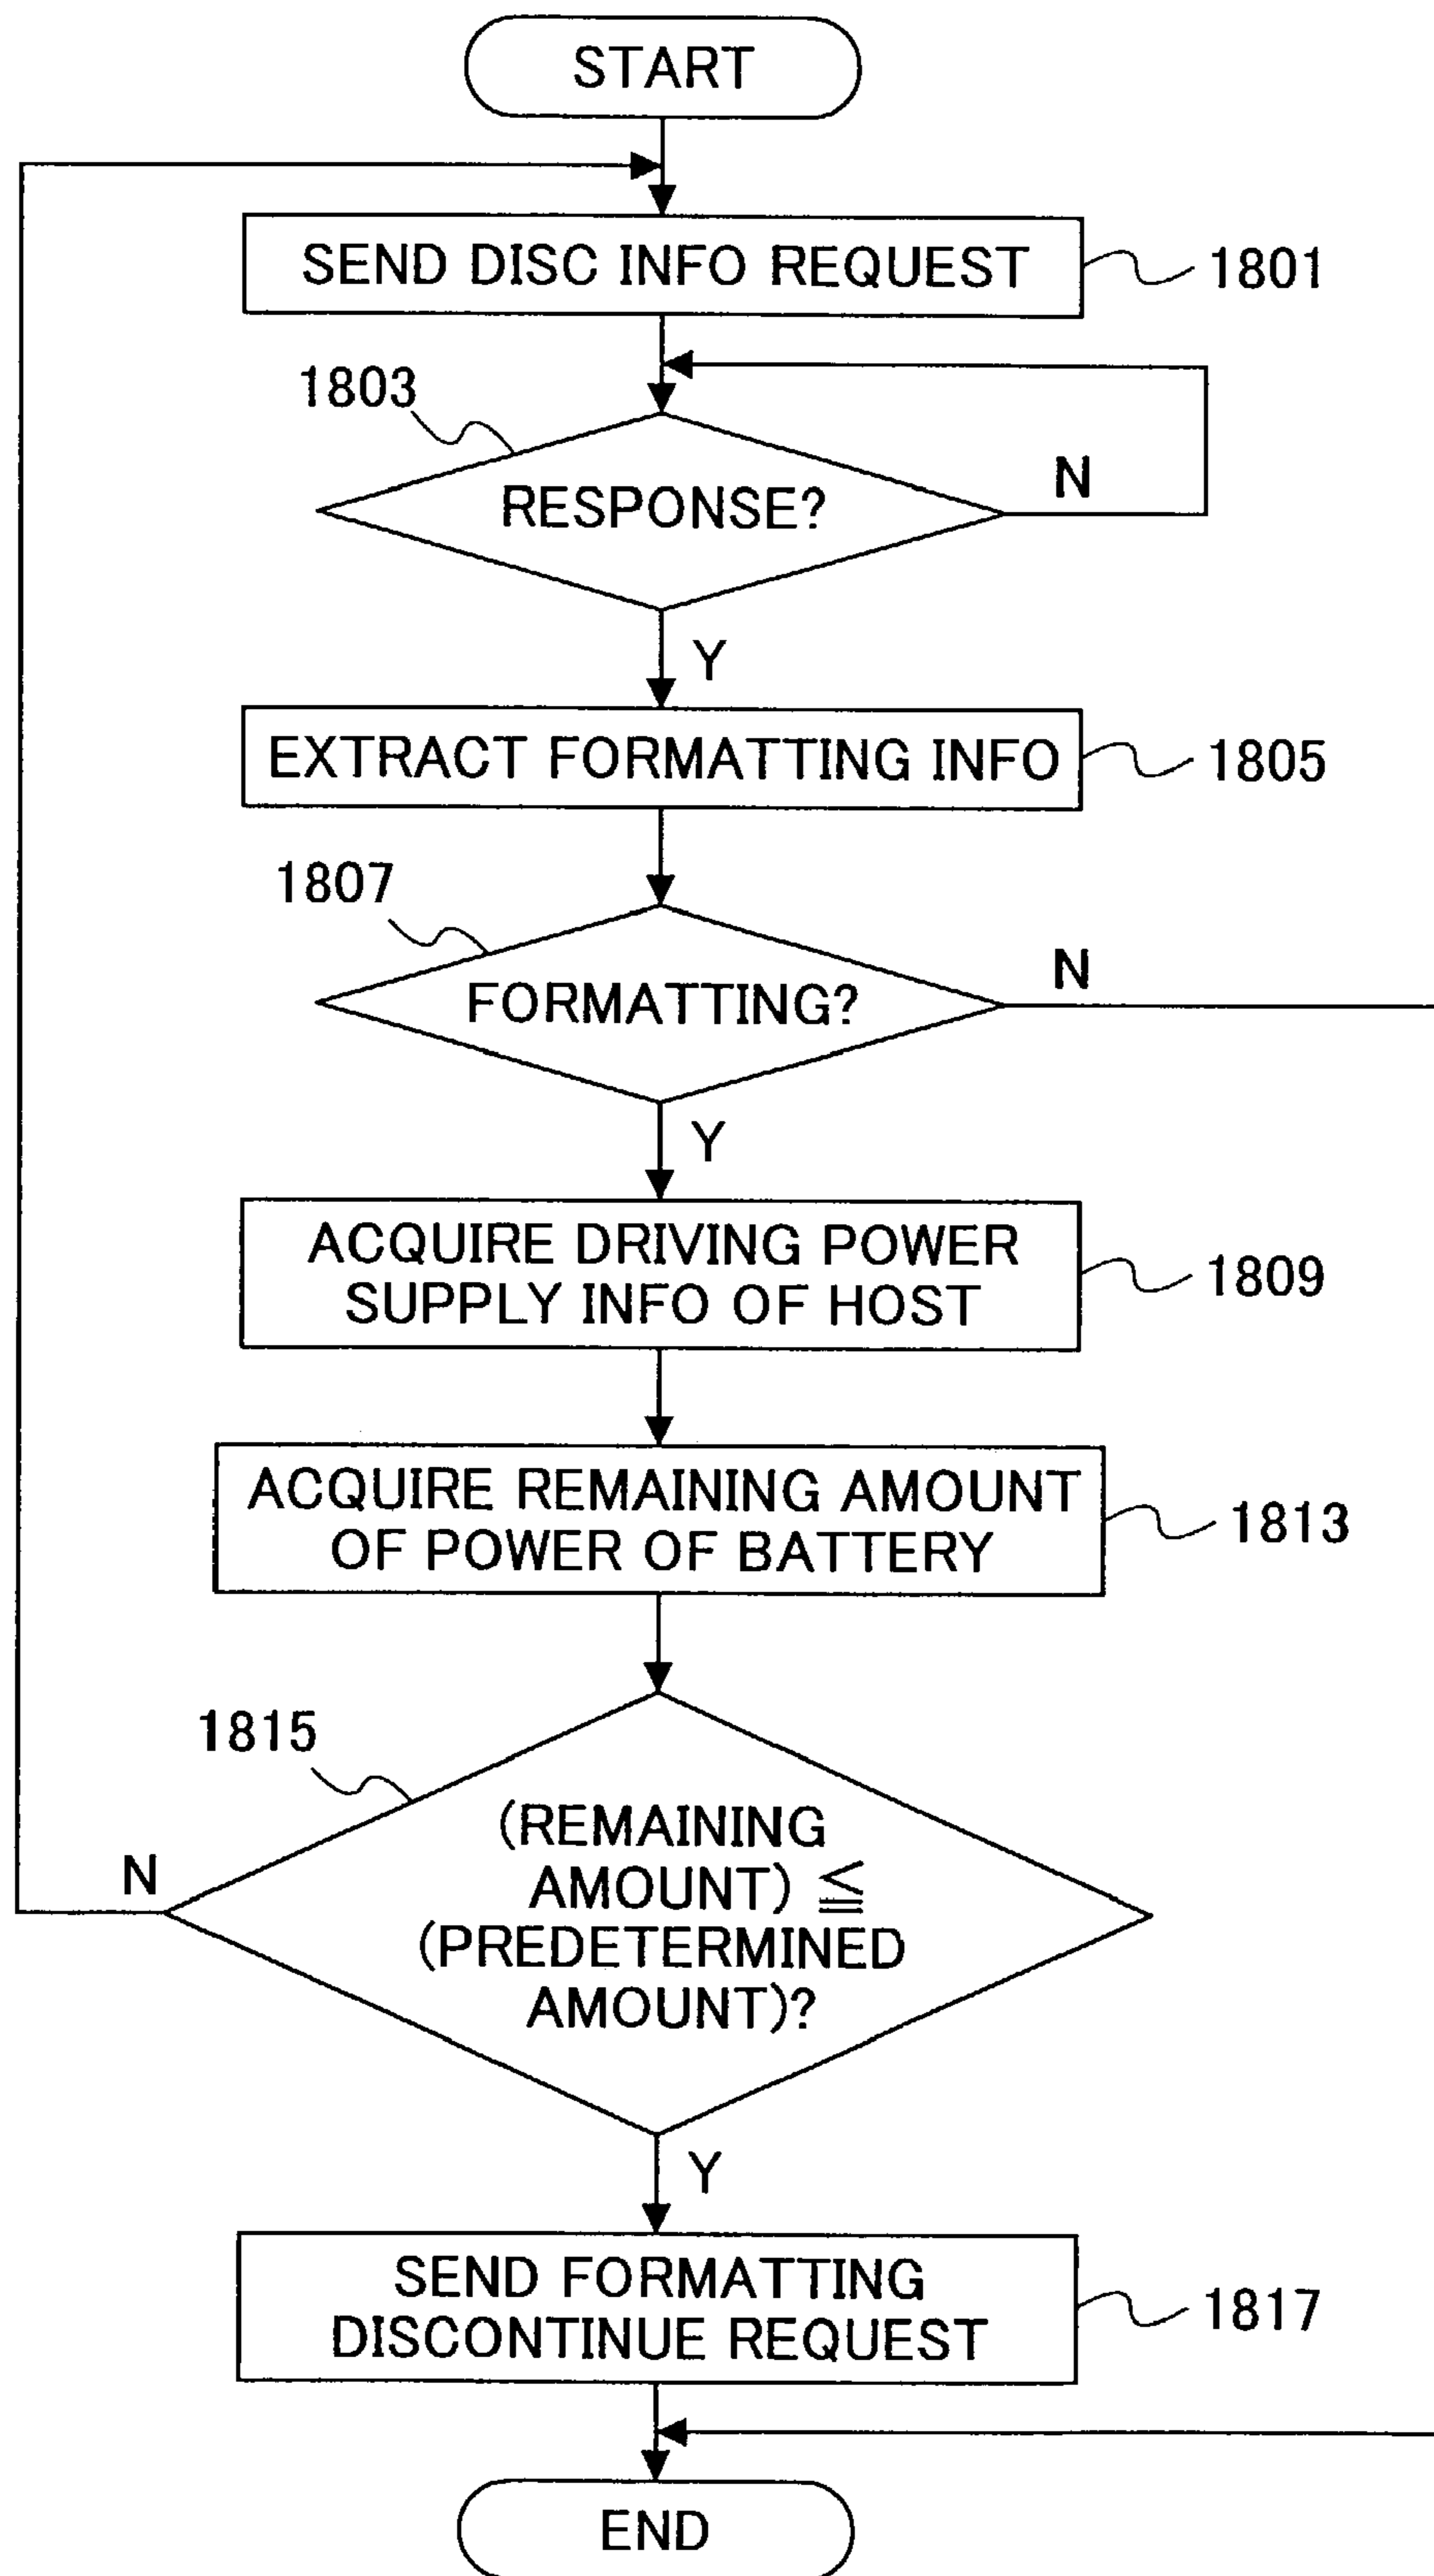 START
SEND DISC INFO REQUEST
1801
1803
RESPONSE?
N
Y
EXTRACT FORMATTING INFO
1805
1807
FORMATTING?
N
Y
ACQUIRE DRIVING POWER
SUPPLY INFO OF HOST
1809
ACQUIRE REMAINING AMOUNT
OF POWER OF BATTERY
1813
1815
(REMAINING
AMOUNT) ≦
(PREDETERMINED
AMOUNT)?
N
Y
SEND FORMATTING
DISCONTINUE REQUEST
1817
END